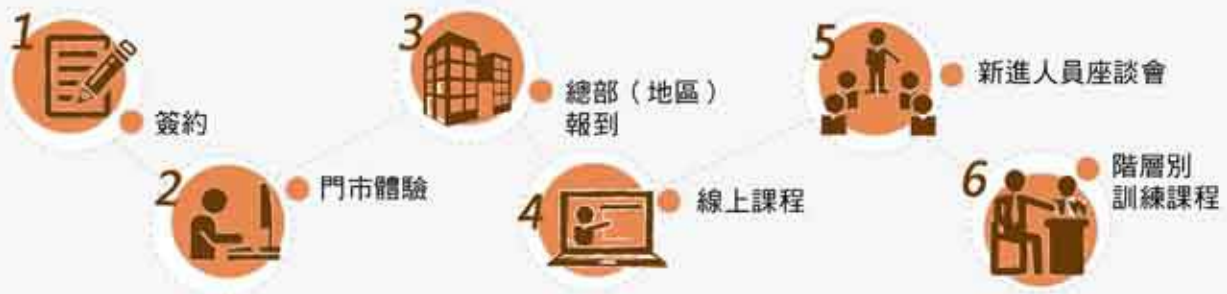 1
簽約
2
門市體驗
3
總部(地區)
報到
4
線上課程
5
新進人員座談會
6
階層別
訓練課程